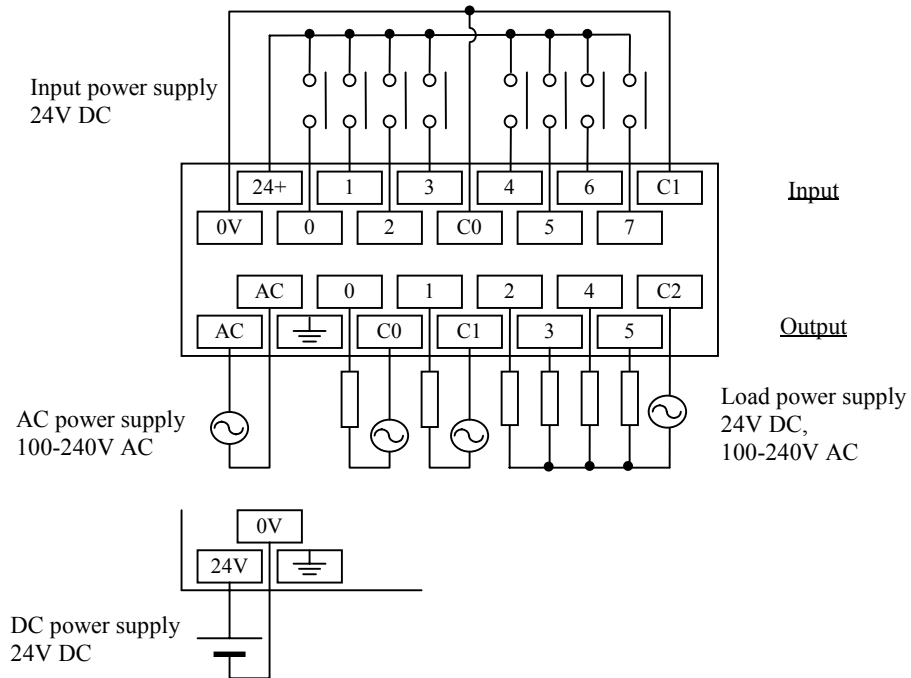 Input power supply
24V DC
24+ 1 3 4 6 C1
Input
0V 0 2 C0 5 7
AC 0 1 2 4 C2
Output
AC C0 C1 3 5
AC power supply
100-240V AC
Load power supply
24V DC,
100-240V AC
0V
24V
DC power supply
24V DC